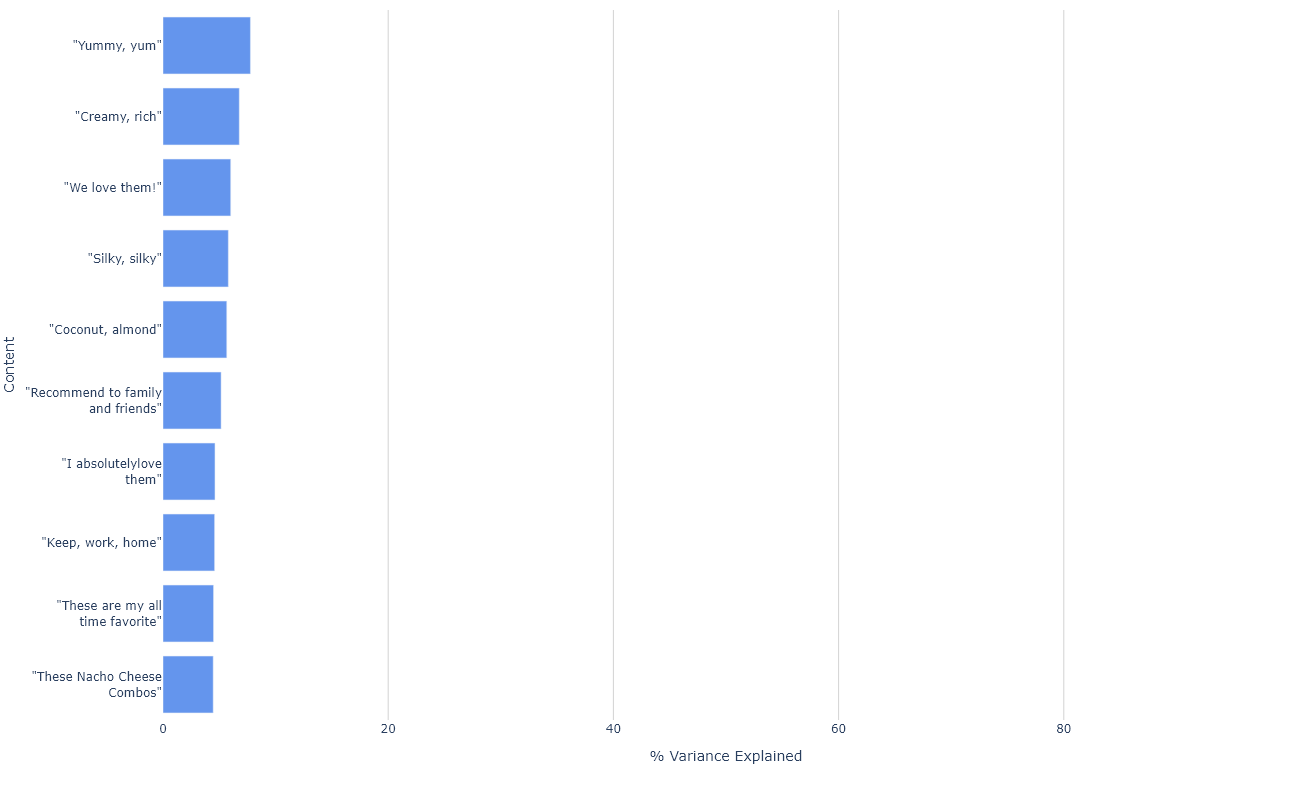 "Yummy, yum"
"Creamy, rich"
"We love them!"
"Silky, silky"
"Coconut, almond"
"Recommend to family
and friends"
"I absolutelylove
them"
"Keep, work, home"
"These are my all
time favorite"
"These Nacho Cheese
Combos"
Content
0 20 40 60 80
% Variance Explained